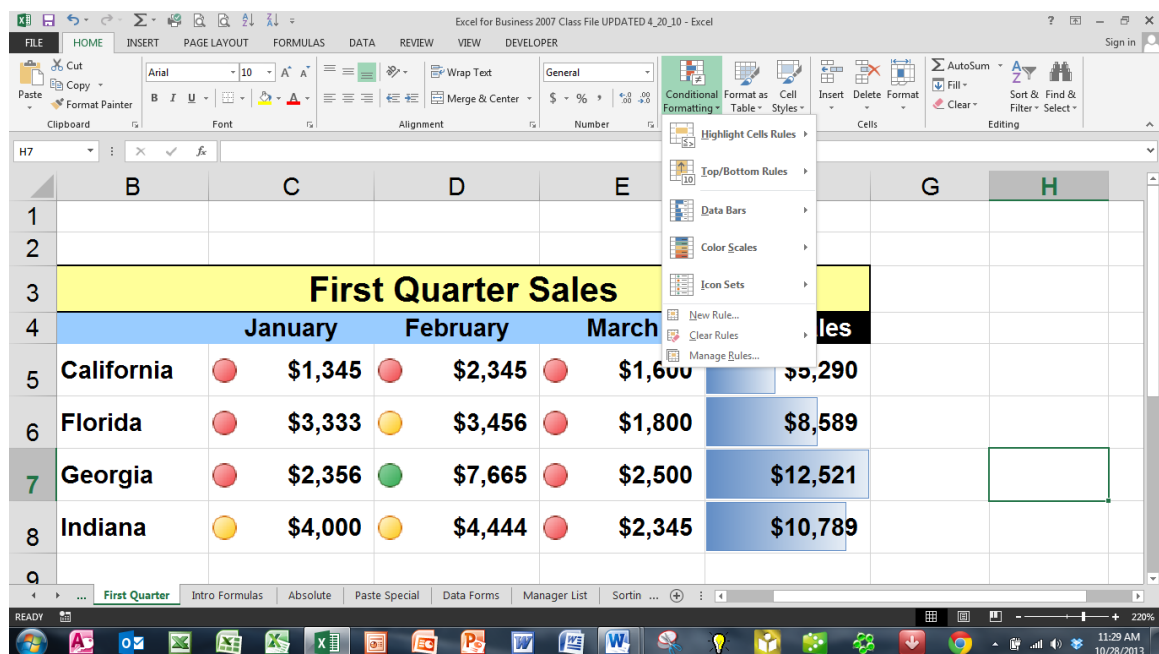 Excel for Business 2007 Class File UPDATED 4_20_10 - Excel ?
FILE HOME INSERT PAGE LAYOUT FORMULAS DATA REVIEW VIEW DEVELOPER Sign in
Paste Cut Copy Format Painter Clipboard
Arial 10 A A B I U A Font
Wrap Text Merge & Center Alignment
General $ % , .00 Number
Conditional Formatting Format as Table Cell Styles
Insert Delete Format Cells
AutoSum Fill Clear Sort & Filter Find & Select Editing
H7 fx
Highlight Cells Rules
Top/Bottom Rules
Data Bars
Color Scales
Icon Sets
New Rule...
Clear Rules
Manage Rules...
B C D E G H
1
2
3 First Quarter Sales
4 January February March
5 California $1,345 $2,345 $1,600 $5,290
6 Florida $3,333 $3,456 $1,800 $8,589
7 Georgia $2,356 $7,665 $2,500 $12,521
8 Indiana $4,000 $4,444 $2,345 $10,789
9
... First Quarter Intro Formulas Absolute Paste Special Data Forms Manager List Sortin ...
READY 220%
11:29 AM
10/28/2013